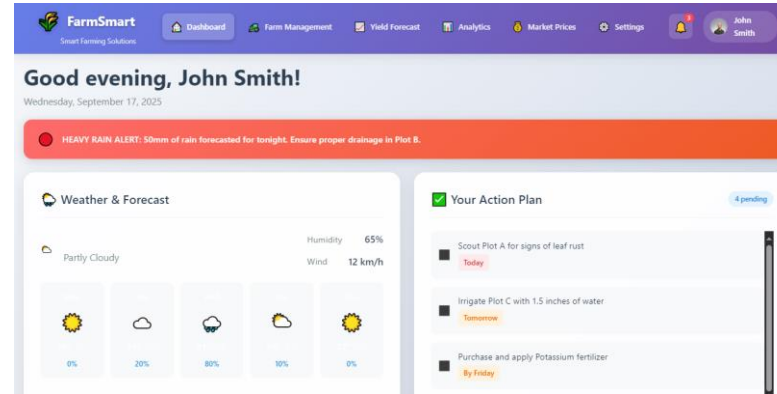 FarmSmart
Smart Farming Solutions
Dashboard
Farm Management
Yield Forecast
Analytics
Market Prices
Settings
3
John
Smith
Good evening, John Smith!
Wednesday, September 17, 2025
HEAVY RAIN ALERT: 50mm of rain forecasted for tonight. Ensure proper drainage in Plot B.
Weather & Forecast
Partly Cloudy
Humidity 65%
Wind 12 km/h
0% 20% 80% 10% 0%
Your Action Plan
4 pending
Scout Plot A for signs of leaf rust
Today
Irrigate Plot C with 1.5 inches of water
Tomorrow
Purchase and apply Potassium fertilizer
By Friday